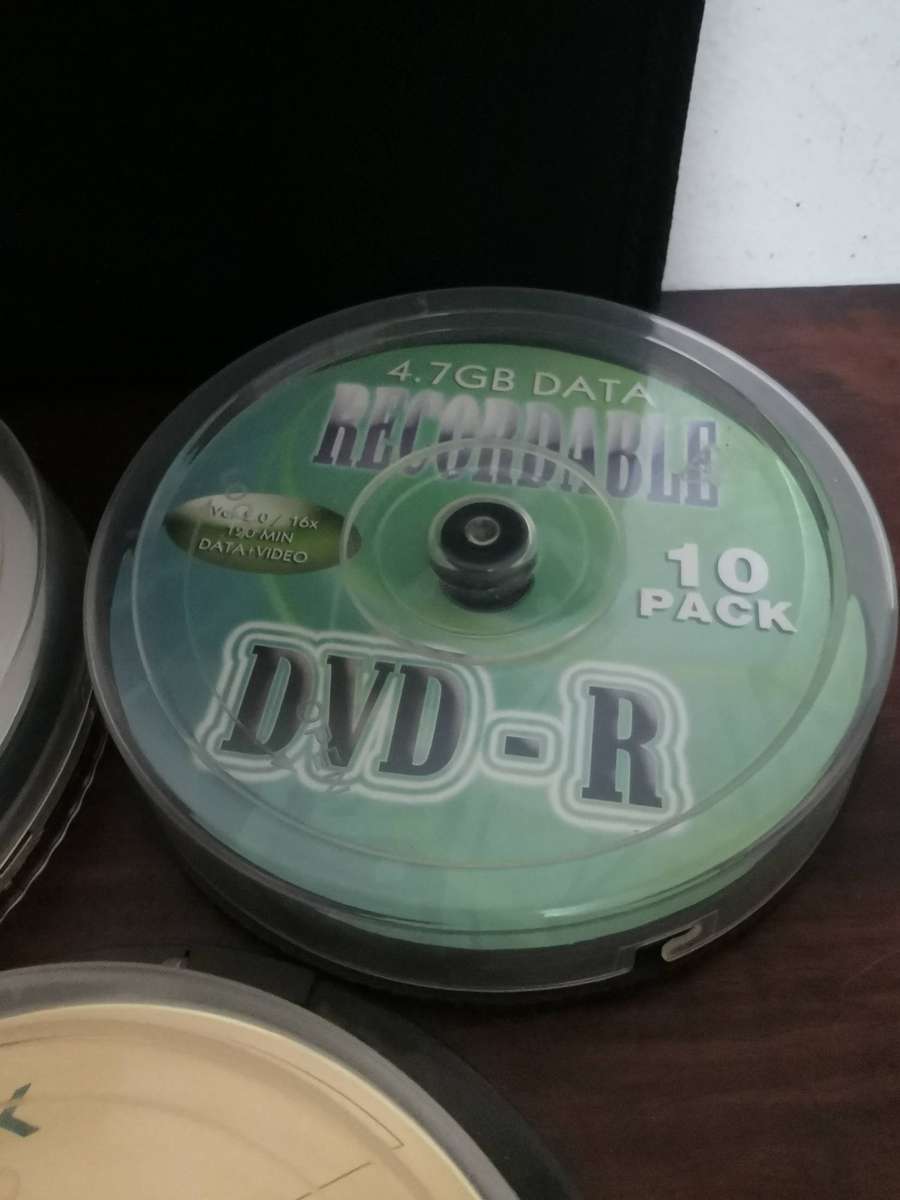 4.7GB DATA
RECORDABLE
16x
MIN
DATA+VIDEO
10
PACK
DVD-R